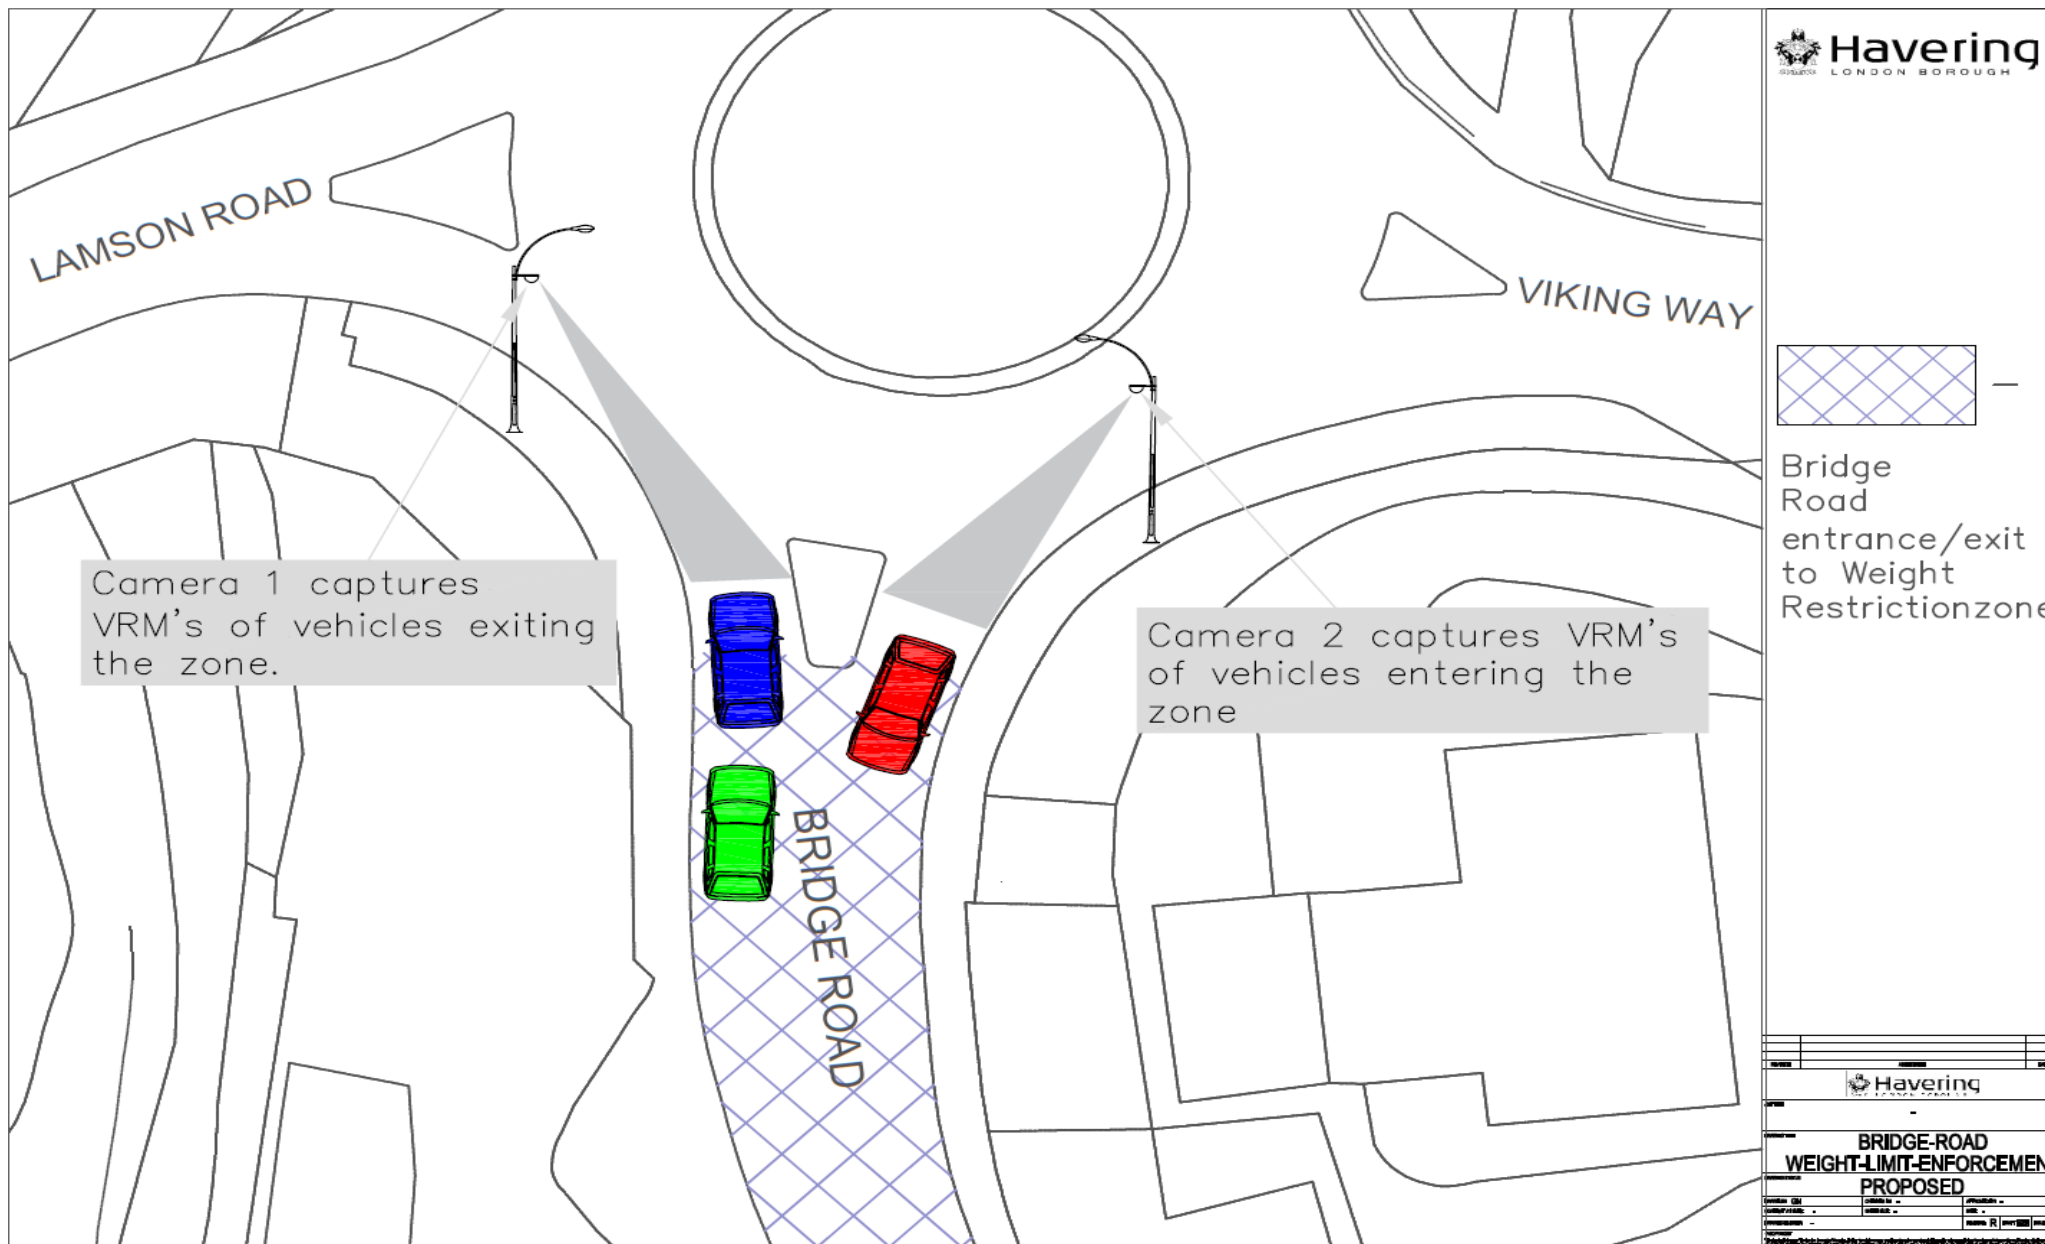 Havering
LONDON BOROUGH
LAMSON ROAD
VIKING WAY
Bridge
Road
entrance/exit
to Weight
Restrictionzone
Camera 1 captures
VRM's of vehicles exiting
the zone.
Camera 2 captures VRM's
of vehicles entering the
zone
BRIDGE ROAD
Havering
BRIDGE-ROAD
WEIGHT-LIMIT-ENFORCEMEN
PROPOSED